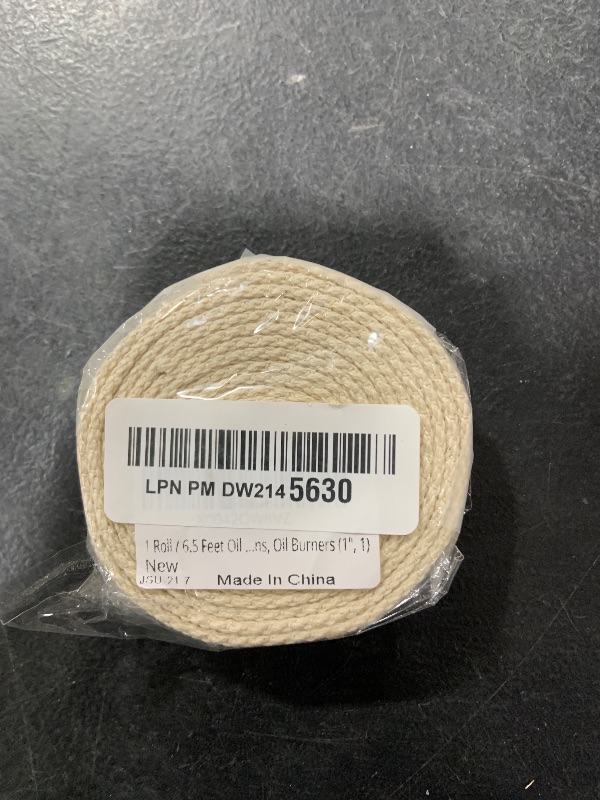 LPN PM DW214 5630
1 Roll / 6.5 Feet Oil ...ns, Oil Burners (1", 1)
New
Made In China